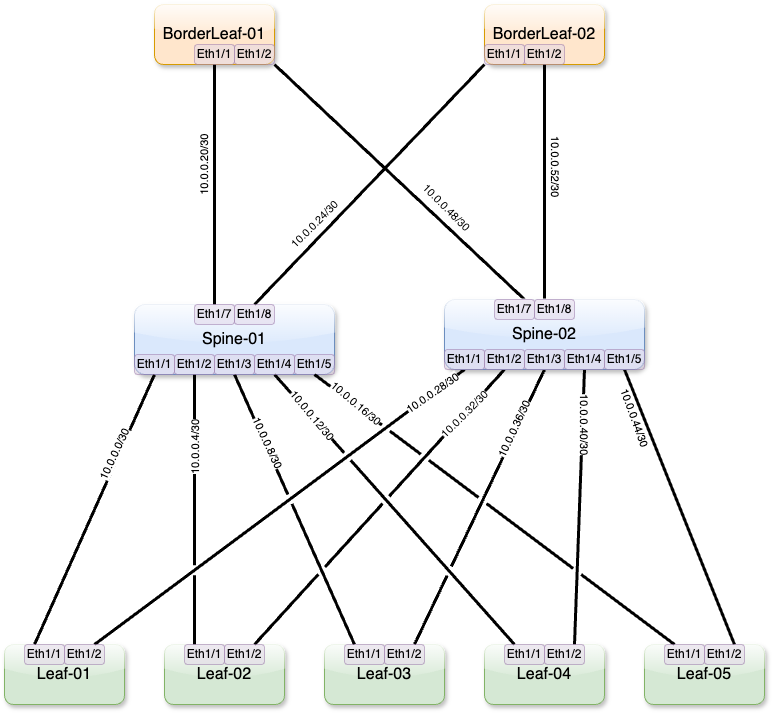 BorderLeaf-01
Eth1/1 Eth1/2
BorderLeaf-02
Eth1/1 Eth1/2
10.0.0.20/30
10.0.0.24/30
10.0.0.48/30
10.0.0.52/30
Eth1/7 Eth1/8
Spine-01
Eth1/1 Eth1/2 Eth1/3 Eth1/4 Eth1/5
Eth1/7 Eth1/8
Spine-02
Eth1/1 Eth1/2 Eth1/3 Eth1/4 Eth1/5
10.0.0.0/30
10.0.0.4/30
10.0.0.8/30
10.0.0.12/30
10.0.0.16/30
10.0.0.28/30
10.0.0.32/30
10.0.0.36/30
10.0.0.40/30
10.0.0.44/30
Eth1/1 Eth1/2
Leaf-01
Eth1/1 Eth1/2
Leaf-02
Eth1/1 Eth1/2
Leaf-03
Eth1/1 Eth1/2
Leaf-04
Eth1/1 Eth1/2
Leaf-05